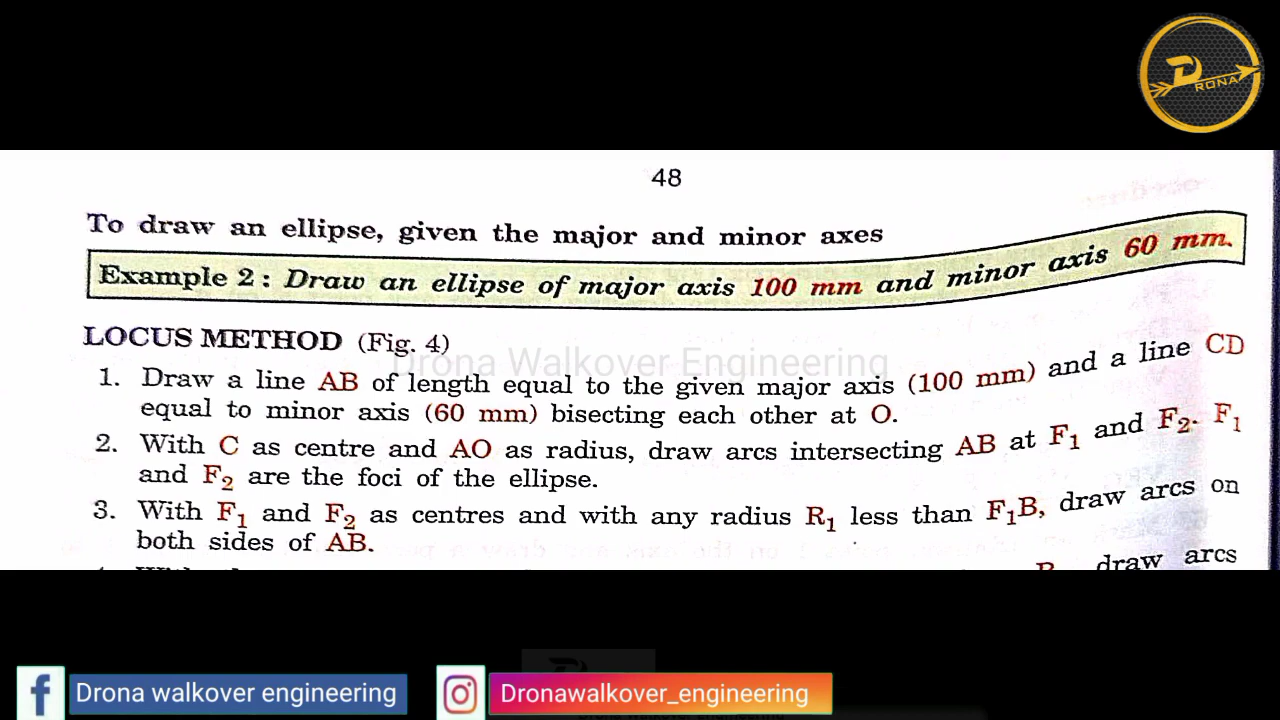 D
RONA
48
To draw an ellipse, given the major and minor axes
Example 2 : Draw an ellipse of major axis 100 mm and minor axis 60 mm.
LOCUS METHOD (Fig. 4)
Drona Walkover Engineering
1. Draw a line AB of length equal to the given major axis (100 mm) and a line CD
equal to minor axis (60 mm) bisecting each other at O.
2. With C as centre and AO as radius, draw arcs intersecting AB at F₁ and F₂. F₁
and F₂ are the foci of the ellipse.
3. With F₁ and F₂ as centres and with any radius R₁ less than F₁B, draw arcs on
both sides of AB.
draw arcs
f Drona walkover engineering
Dronawalkover_engineering